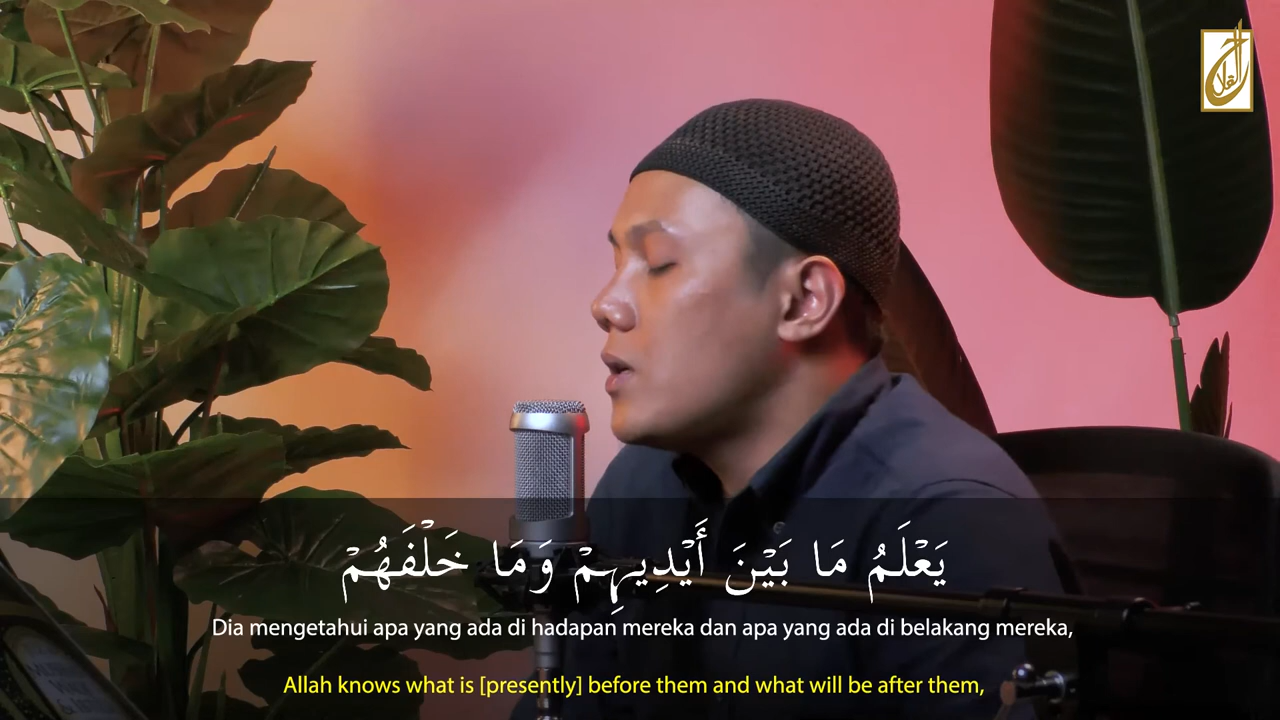 يَعْلَمُ مَا بَيْنَ أَيْدِيهِمْ وَمَا خَلْفَهُمْ
Dia mengetahui apa yang ada di hadapan mereka dan apa yang ada di belakang mereka,
Allah knows what is [presently] before them and what will be after them,